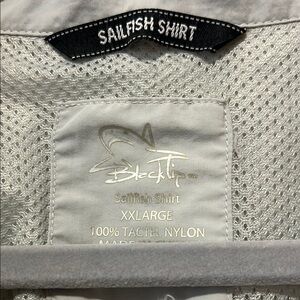 SAILFISH SHIRT
BlackTip
Sailfish Shirt
XXLARGE
100% TACTEL NYLON